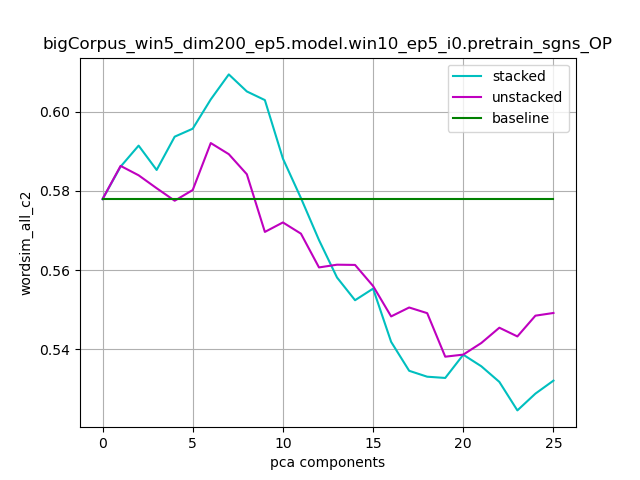 bigCorpus_win5_dim200_ep5.model.win10_ep5_i0.pretrain_sgns_OP
stacked
unstacked
baseline
0.60
0.58
0.56
0.54
wordsim_all_c2
0 5 10 15 20 25
pca components